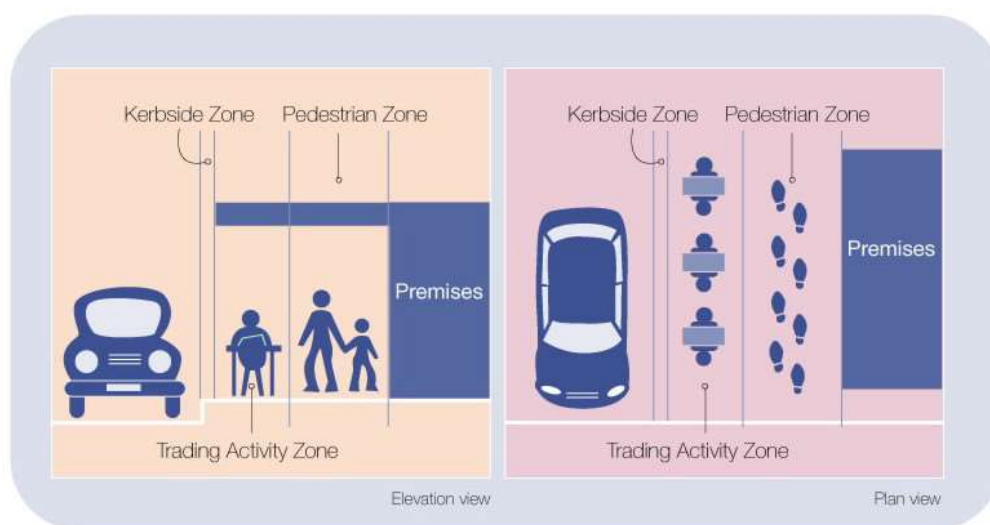 Kerbside Zone
Pedestrian Zone
Premises
Trading Activity Zone
Elevation view
Kerbside Zone
Pedestrian Zone
Premises
Trading Activity Zone
Plan view